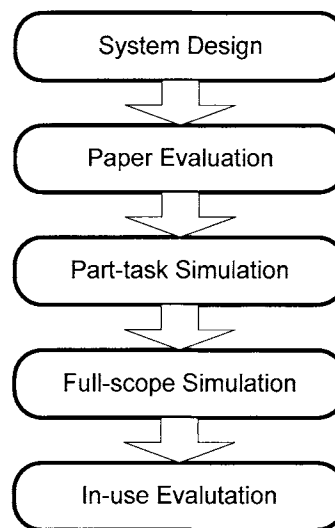 System Design
Paper Evaluation
Part-task Simulation
Full-scope Simulation
In-use Evalutation